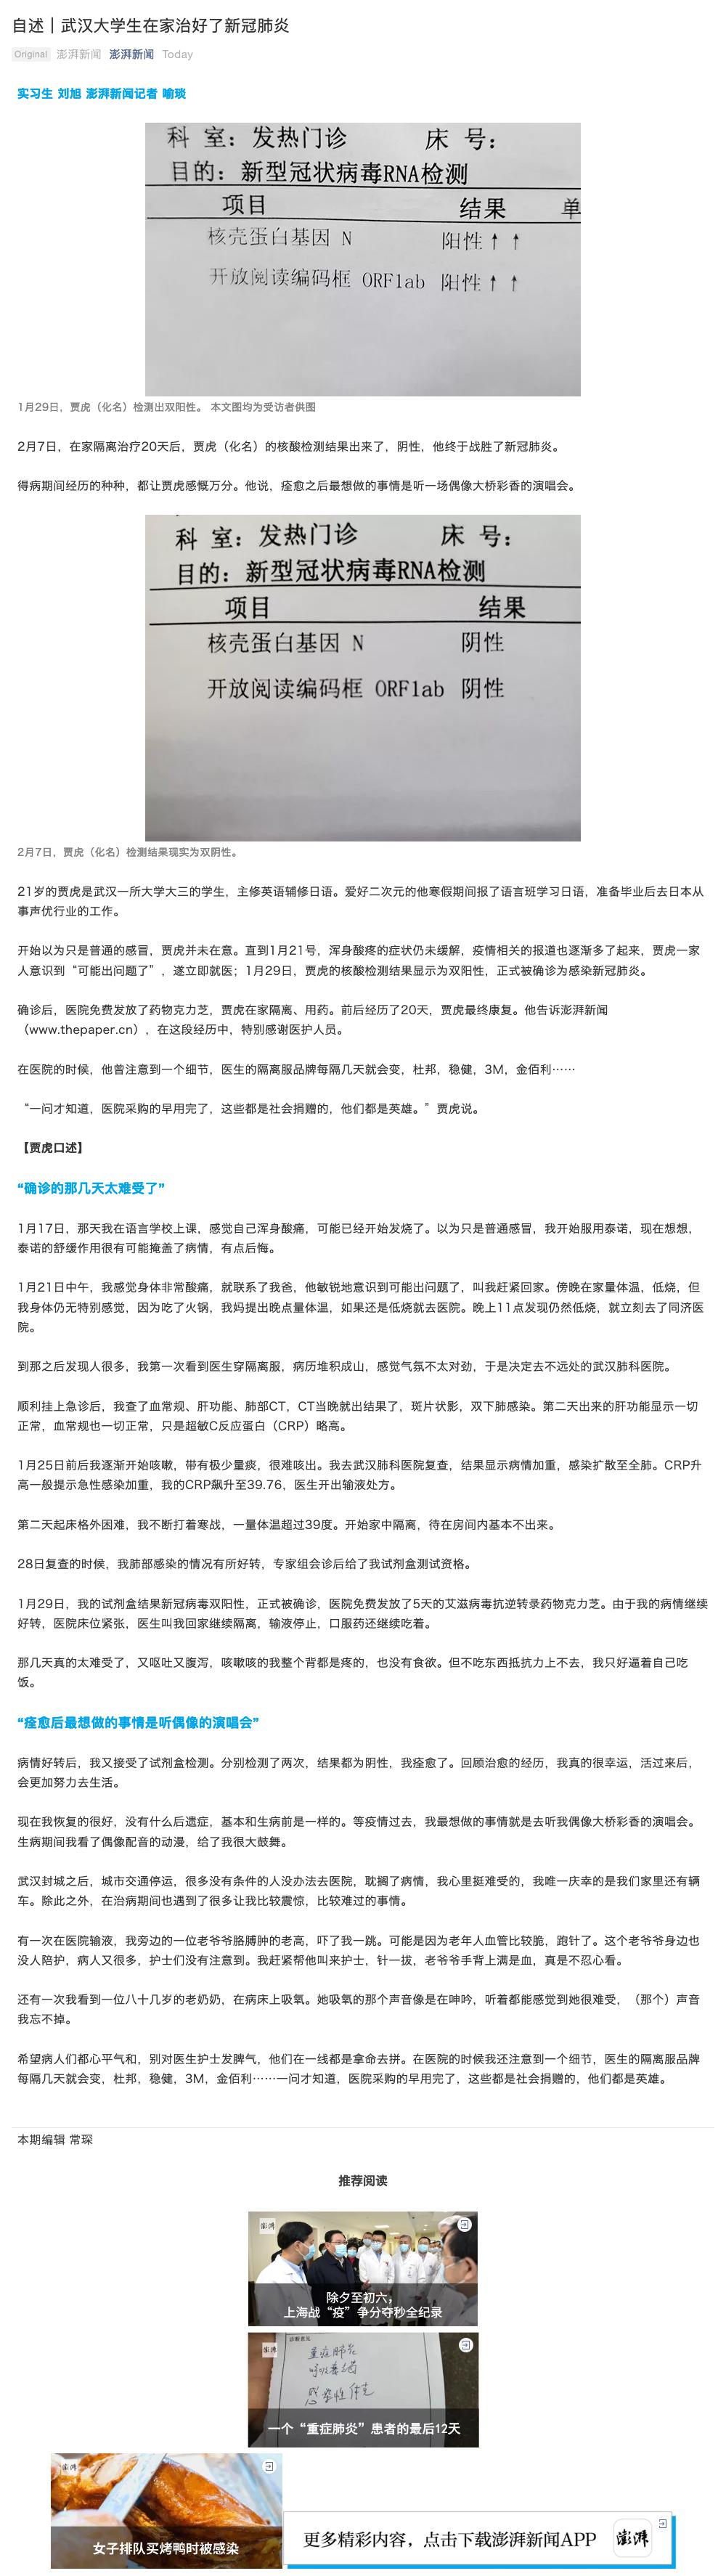 自述 | 武汉大学生在家治好了新冠肺炎
Original 澎湃新闻 澎湃新闻 Today
实习生 刘旭 澎湃新闻记者 喻琰
科 室：发热门诊 床 号：
目的：新型冠状病毒RNA检测
项目 结果 单
核壳蛋白基因 N 阳性↑ ↑
开放阅读编码框 ORF1ab 阳性↑ ↑
1月29日，贾虎（化名）检测出双阳性。 本文图均为受访者供图
2月7日，在家隔离治疗20天后，贾虎（化名）的核酸检测结果出来了，阴性，他终于战胜了新冠肺炎。
得病期间经历的种种，都让贾虎感慨万分。他说，痊愈之后最想做的事情是听一场偶像大桥彩香的演唱会。
科 室：发热门诊 床 号：
目的：新型冠状病毒RNA检测
项目 结果
核壳蛋白基因 N 阴性
开放阅读编码框 ORF1ab 阴性
2月7日，贾虎（化名）检测结果现实为双阴性。
21岁的贾虎是武汉一所大学大三的学生，主修英语辅修日语。爱好二次元的他寒假期间报了语言班学习日语，准备毕业后去日本从
事声优行业的工作。
开始以为只是普通的感冒，贾虎并未在意。直到1月21号，浑身酸疼的症状仍未缓解，疫情相关的报道也逐渐多了起来，贾虎一家
人意识到“可能出问题了”，遂立即就医；1月29日，贾虎的核酸检测结果显示为双阳性，正式被确诊为感染新冠肺炎。
确诊后，医院免费发放了药物克力芝，贾虎在家隔离、用药。前后经历了20天，贾虎最终康复。他告诉澎湃新闻
（www.thepaper.cn），在这段经历中，特别感谢医护人员。
在医院的时候，他曾注意到一个细节，医生的隔离服品牌每隔几天就会变，杜邦，稳健，3M，金佰利……
“一问才知道，医院采购的早用完了，这些都是社会捐赠的，他们都是英雄。”贾虎说。
【贾虎口述】
“确诊的那几天太难受了”
1月17日，那天我在语言学校上课，感觉自己浑身酸痛，可能已经开始发烧了。以为只是普通感冒，我开始服用泰诺，现在想想，
泰诺的舒缓作用很有可能掩盖了病情，有点后悔。
1月21日中午，我感觉身体非常酸痛，就联系了我爸，他敏锐地意识到可能出问题了，叫我赶紧回家。傍晚在家量体温，低烧，但
我身体仍无特别感觉，因为吃了火锅，我妈提出晚点量体温，如果还是低烧就去医院。晚上11点发现仍然低烧，就立刻去了同济医
院。
到那之后发现人很多，我第一次看到医生穿隔离服，病历堆积成山，感觉气氛不太对劲，于是决定去不远处的武汉肺科医院。
顺利挂上急诊后，我查了血常规、肝功能、肺部CT，CT当晚就出结果了，斑片状影，双下肺感染。第二天出来的肝功能显示一切
正常，血常规也一切正常，只是超敏C反应蛋白（CRP）略高。
1月25日前后我逐渐开始咳嗽，带有极少量痰，很难咳出。我去武汉肺科医院复查，结果显示病情加重，感染扩散至全肺。CRP升
高一般提示急性感染加重，我的CRP飙升至39.76，医生开出输液处方。
第二天起床格外困难，我不断打着寒战，一量体温超过39度。开始家中隔离，待在房间内基本不出来。
28日复查的时候，我肺部感染的情况有所好转，专家组会诊后给了我试剂盒测试资格。
1月29日，我的试剂盒结果新冠病毒双阳性，正式被确诊，医院免费发放了5天的艾滋病毒抗逆转录药物克力芝。由于我的病情继续
好转，医院床位紧张，医生叫我回家继续隔离，输液停止，口服药还继续吃着。
那几天真的太难受了，又呕吐又腹泻，咳嗽咳的我整个背都是疼的，也没有食欲。但不吃东西抵抗力上不去，我只好逼着自己吃
饭。
“痊愈后最想做的事情是听偶像的演唱会”
病情好转后，我又接受了试剂盒检测。分别检测了两次，结果都为阴性，我痊愈了。回顾治愈的经历，我真的很幸运，活过来后，
会更加努力去生活。
现在我恢复的很好，没有什么后遗症，基本和生病前是一样的。等疫情过去，我最想做的事情就是去听我偶像大桥彩香的演唱会。
生病期间我看了偶像配音的动漫，给了我很大鼓舞。
武汉封城之后，城市交通停运，很多没有条件的人没办法去医院，耽搁了病情，我心里挺难受的，我唯一庆幸的是我们家里还有辆
车。除此之外，在治病期间也遇到了很多让我比较震惊，比较难过的事情。
有一次在医院输液，我旁边的一位老爷爷胳膊肿的老高，吓了我一跳。可能是因为老年人血管比较脆，跑针了。这个老爷爷身边也
没人陪护，病人又很多，护士们没有注意到。我赶紧帮他叫来护士，针一拔，老爷爷手背上满是血，真是不忍心看。
还有一次我看到一位八十几岁的老奶奶，在病床上吸氧。她吸氧的那个声音像是在呻吟，听着都能感觉到她很难受，（那个）声音
我忘不掉。
希望病人们都心平气和，别对医生护士发脾气，他们在一线都是拿命去拼。在医院的时候我还注意到一个细节，医生的隔离服品牌
每隔几天就会变，杜邦，稳健，3M，金佰利……一问才知道，医院采购的早用完了，这些都是社会捐赠的，他们都是英雄。
本期编辑 常琛
推荐阅读
澎湃
除夕至初六，
上海战“疫”争分夺秒全纪录
澎湃
重症肺炎
一个“重症肺炎”患者的最后12天
澎湃
女子排队买烤鸭时被感染
更多精彩内容，点击下载澎湃新闻APP 澎湃